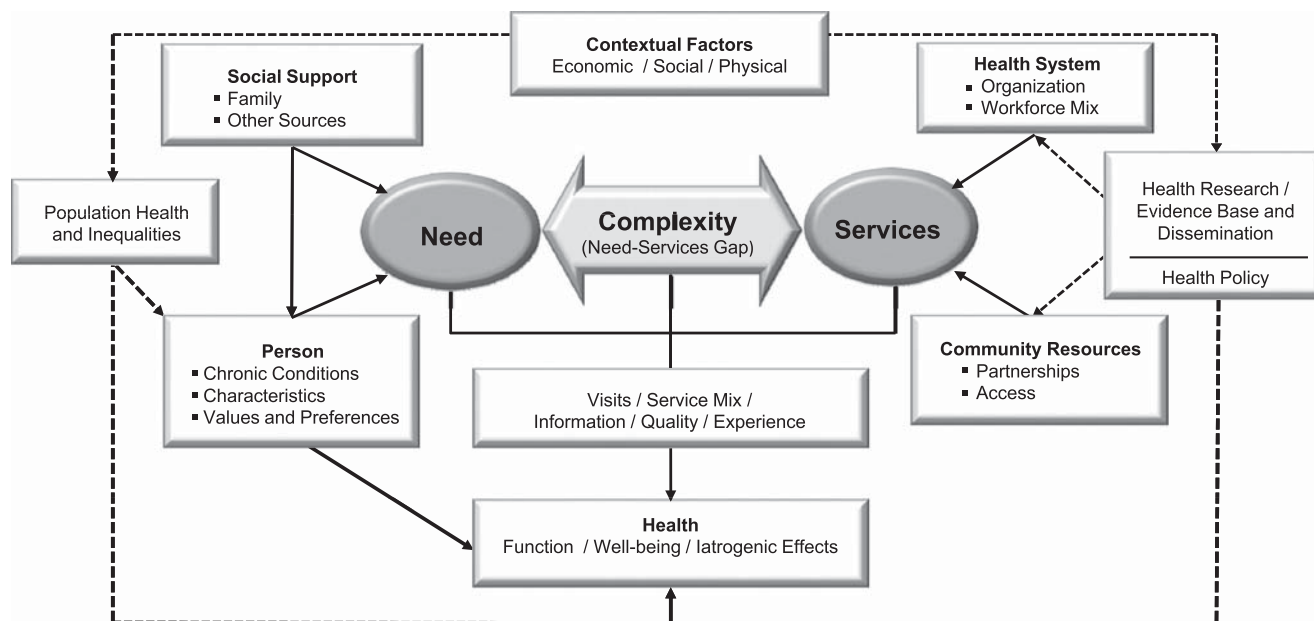 Contextual Factors
Economic / Social / Physical
Social Support
▪ Family
▪ Other Sources
Health System
▪ Organization
▪ Workforce Mix
Population Health
and Inequalities
Need
Complexity
(Need-Services Gap)
Services
Health Research /
Evidence Base and
Dissemination
Health Policy
Person
▪ Chronic Conditions
▪ Characteristics
▪ Values and Preferences
Visits / Service Mix /
Information / Quality / Experience
Community Resources
▪ Partnerships
▪ Access
Health
Function / Well-being / Iatrogenic Effects